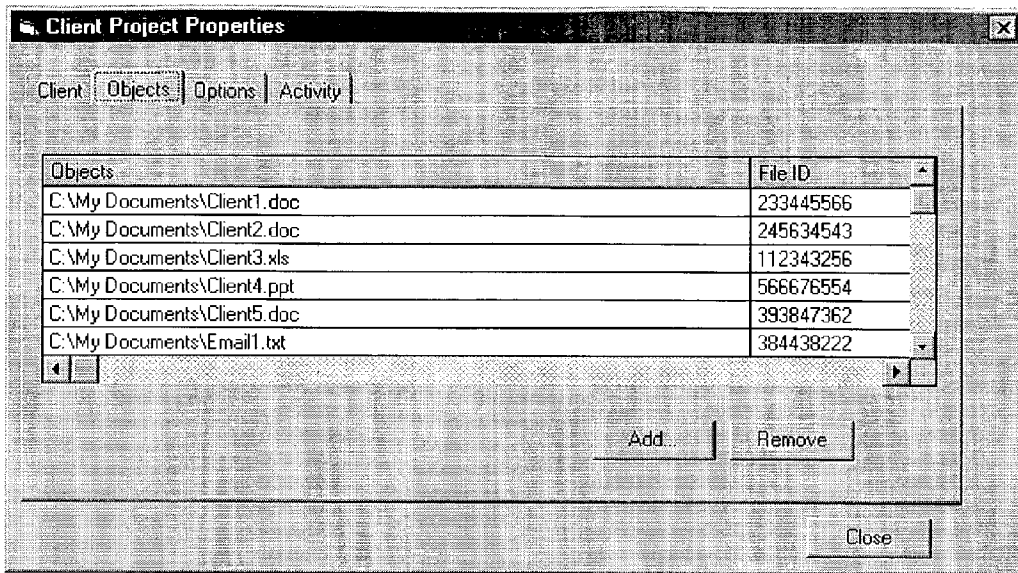 Client Project Properties
Client Objects Options Activity
Objects File ID
C:\My Documents\Client1.doc 233445566
C:\My Documents\Client2.doc 245634543
C:\My Documents\Client3.xls 112343256
C:\My Documents\Client4.ppt 566676554
C:\My Documents\Client5.doc 393847362
C:\My Documents\Email1.txt 384438222
Add... Remove
Close